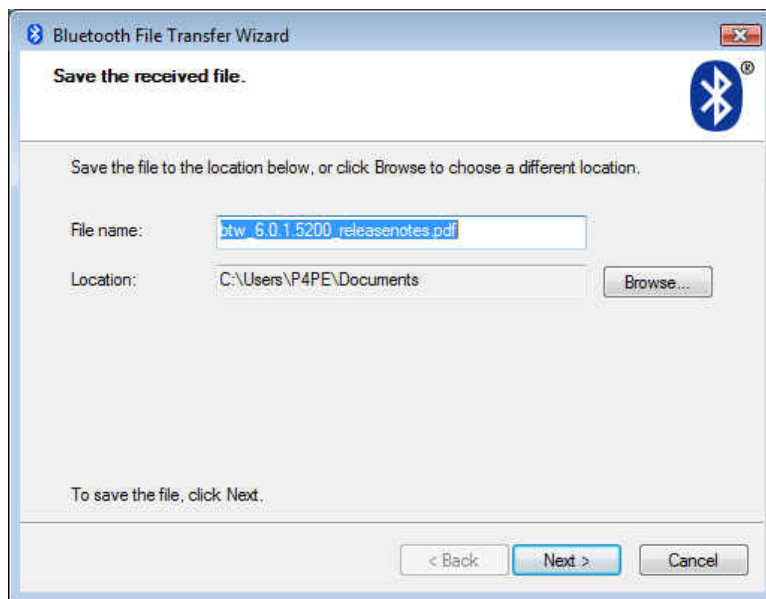 Bluetooth File Transfer Wizard
Save the received file.
®
Save the file to the location below, or click Browse to choose a different location.
File name: btw_6.0.1.5200_releasenotes.pdf
Location: C:\Users\P4PE\Documents Browse...
To save the file, click Next.
< Back Next > Cancel